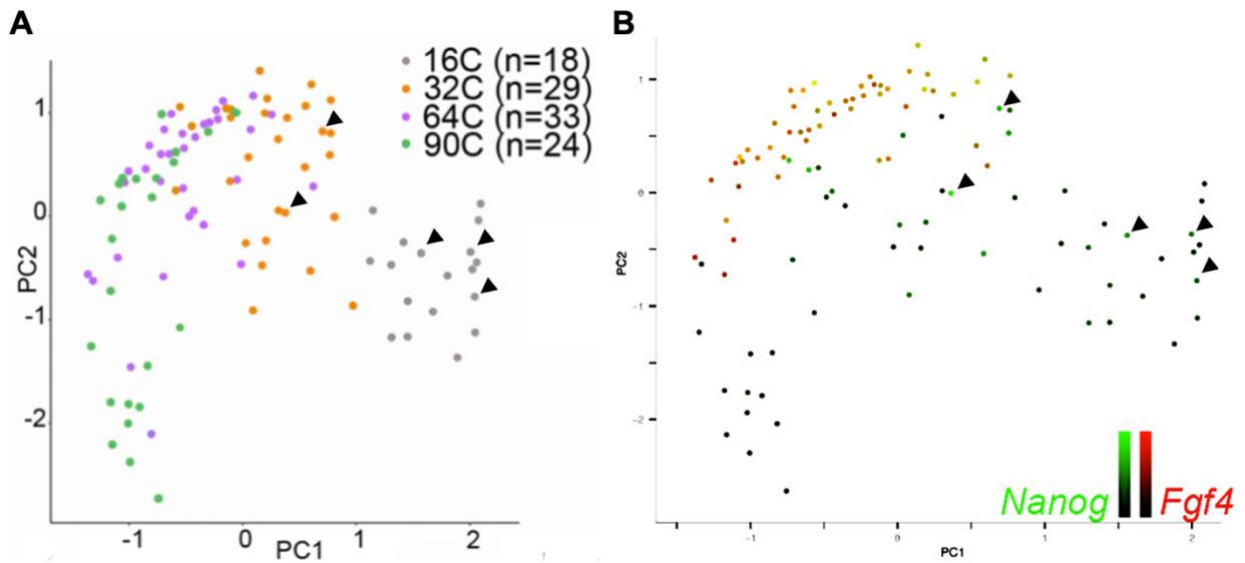 A
16C (n=18)
32C (n=29)
64C (n=33)
90C (n=24)
1
0
-1
-2
PC2
-1
0
1
2
PC1
B
1
0
-1
-2
PC2
Nanog
Fgf4
-1
0
1
2
PC1